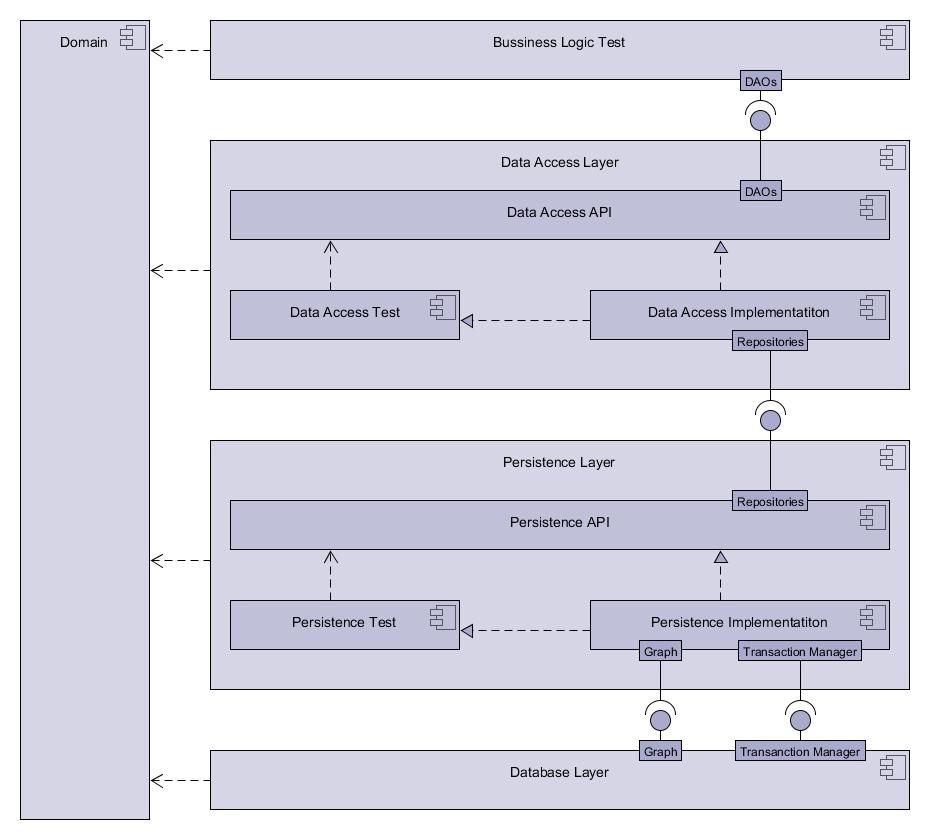 Domain
Bussiness Logic Test
DAOs
Data Access Layer
DAOs
Data Access API
Data Access Test
Data Access Implementatiton
Repositories
Persistence Layer
Repositories
Persistence API
Persistence Test
Persistence Implementatiton
Graph
Transaction Manager
Graph
Transanction Manager
Database Layer